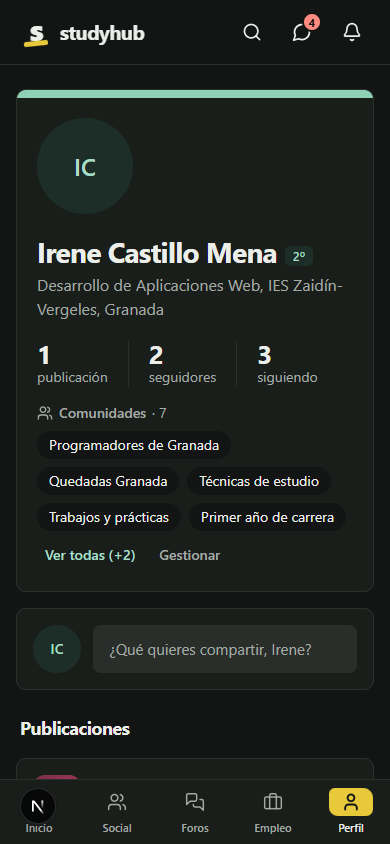 s studyhub
4
IC
Irene Castillo Mena 2º
Desarrollo de Aplicaciones Web, IES Zaidín-
Vergeles, Granada
1 2 3
publicación seguidores siguiendo
Comunidades · 7
Programadores de Granada
Quedadas Granada Técnicas de estudio
Trabajos y prácticas Primer año de carrera
Ver todas (+2) Gestionar
IC ¿Qué quieres compartir, Irene?
Publicaciones
N
Inicio Social Foros Empleo Perfil